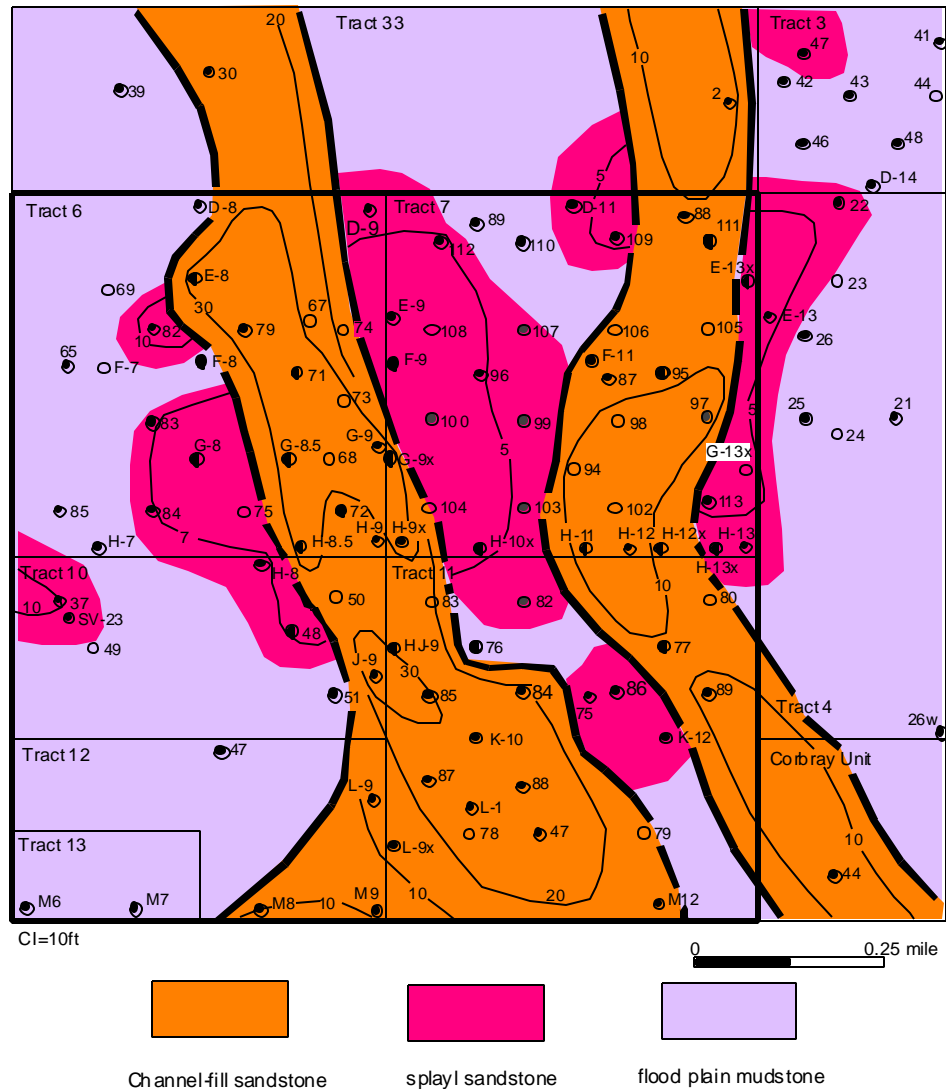 20 Tract 33 Tract 3
10 47 41
30 42 43 44
39 2
46 48
5 D-14
Tract 6 D-8 Tract 7 89 D-11 88 22
D-9 112 110 109 111
E-8 E-13x
69 30 67 E-9 23
82 79 74 108 107 106 105 E-13
10 26
65 F-7 F-8 71 F-9 96 F-11 87 95
73 97 5 25 21
83 100 99 98 24
G-8 G-8.5 68 G-9 G-9x 5 94 G-13x
85 84 75 72 104 103 102 113
7 H-9 H-9x
H-7 H-8.5 H-10x H-11 H-12 H-12x H-13
H-13x
Tract 10 H-8 Tract 11 10
10 37 50 83 82 80
SV-23 48
49 HJ-9 76 77
J-9 30
51 85 84 75 86 89 Tract 4
26w
Tract 12 47 K-10 K-12 Corbray Unit
L-9 87 88
L-1
Tract 13 78 47 79 10
L-9x
44
M6 M7 M8 10 M9 10 20 M12
CI=10ft
0 0.25 mile
Channel-fill sandstone splayl sandstone flood plain mudstone